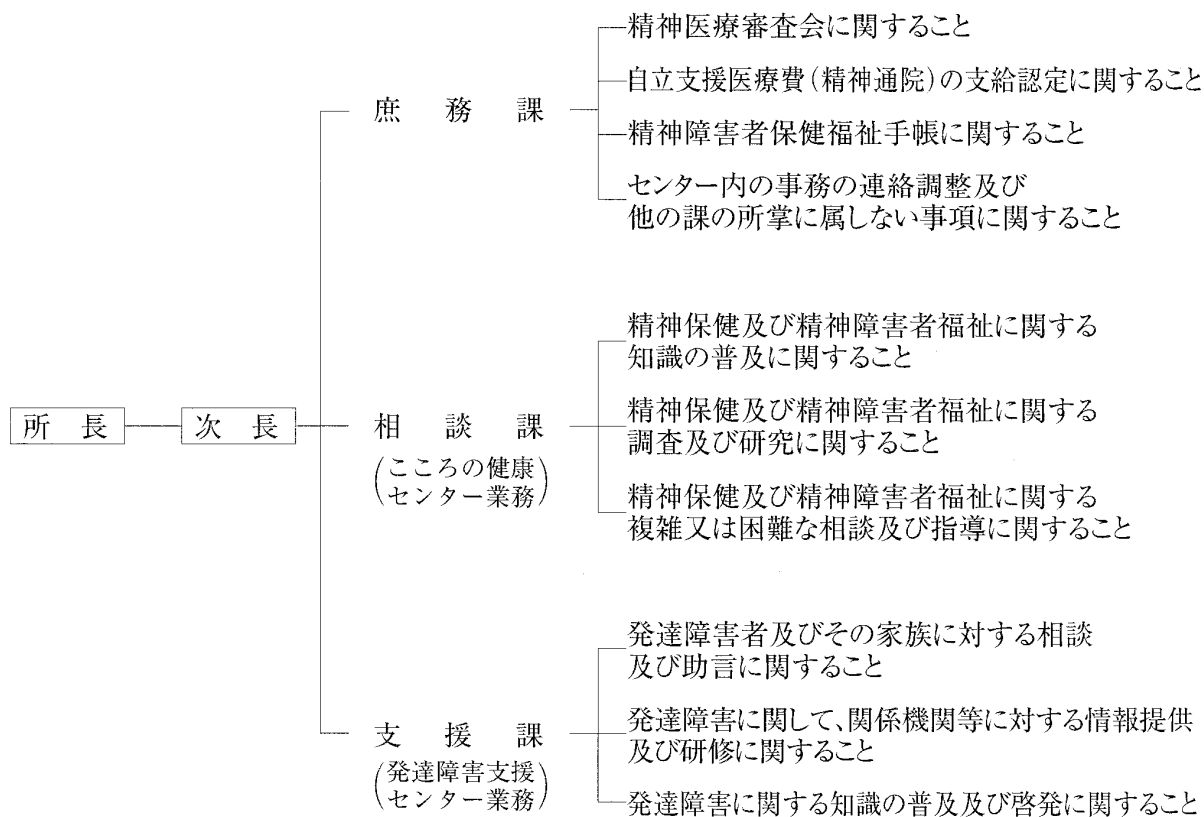 所長
次長
庶務課
精神医療審査会に関すること
自立支援医療費(精神通院)の支給認定に関すること
精神障害者保健福祉手帳に関すること
センター内の事務の連絡調整及び
他の課の所掌に属しない事項に関すること
相談課
(こころの健康
センター業務)
精神保健及び精神障害者福祉に関する
知識の普及に関すること
精神保健及び精神障害者福祉に関する
調査及び研究に関すること
精神保健及び精神障害者福祉に関する
複雑又は困難な相談及び指導に関すること
支援課
(発達障害支援
センター業務)
発達障害者及びその家族に対する相談
及び助言に関すること
発達障害に関して、関係機関等に対する情報提供
及び研修に関すること
発達障害に関する知識の普及及び啓発に関すること